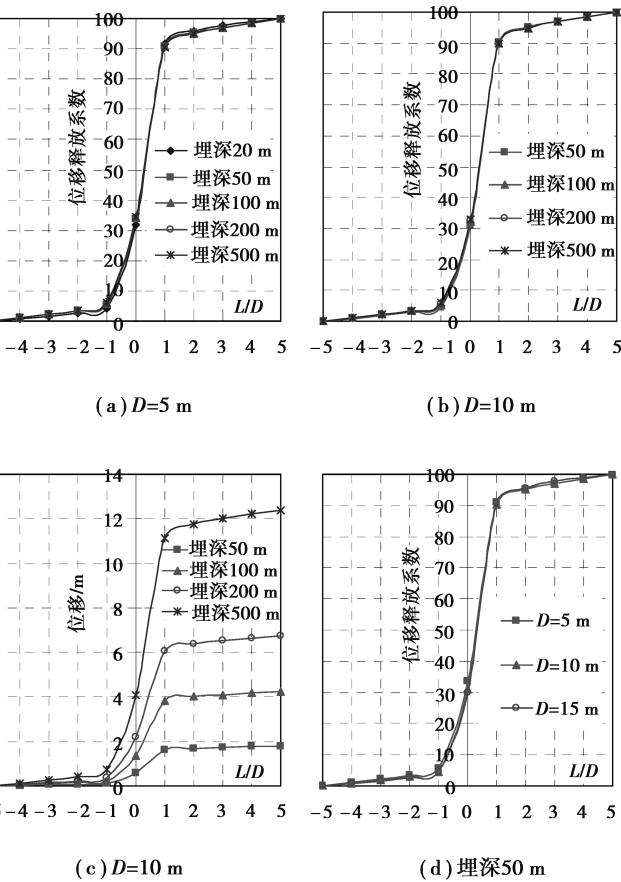 100
90
80
70
60
50
40
30
20
10
0
位移释放系数
埋深20 m
埋深50 m
埋深100 m
埋深200 m
埋深500 m
L/D
−4 −3 −2 −1 0 1 2 3 4 5
(a) D=5 m
100
90
80
70
60
50
40
30
20
10
0
位移释放系数
埋深50 m
埋深100 m
埋深200 m
埋深500 m
L/D
−5 −4 −3 −2 −1 0 1 2 3 4 5
(b) D=10 m
14
12
10
8
6
4
2
0
位移/m
埋深50 m
埋深100 m
埋深200 m
埋深500 m
L/D
5 −4 −3 −2 −1 0 1 2 3 4 5
(c) D=10 m
100
90
80
70
60
50
40
30
20
10
0
位移释放系数
D=5 m
D=10 m
D=15 m
L/D
−5 −4 −3 −2 −1 0 1 2 3 4 5
(d) 埋深50 m